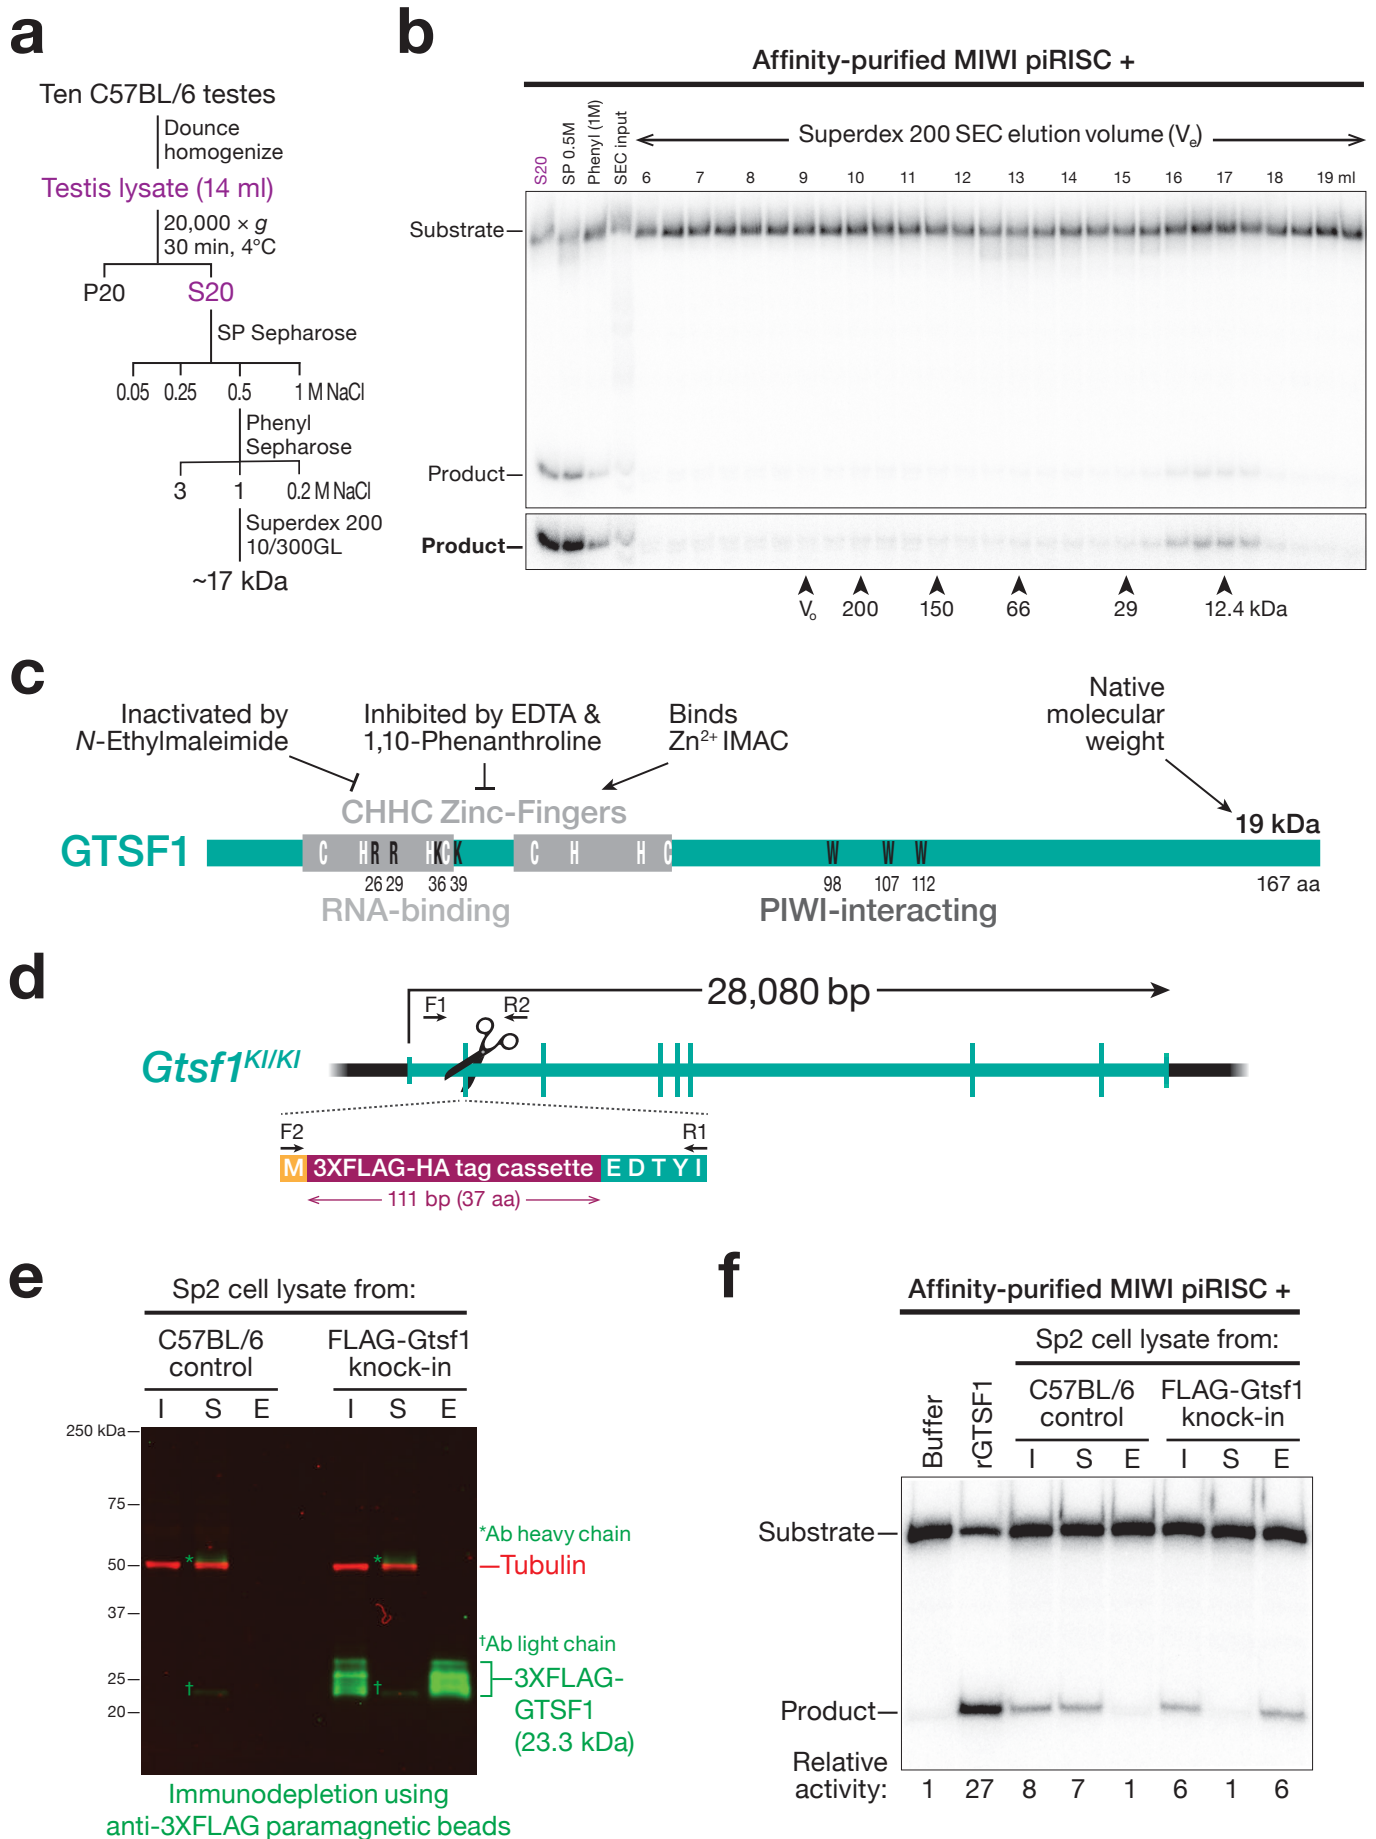 a
Ten C57BL/6 testes
Dounce
homogenize
Testis lysate (14 ml)
20,000 × g
30 min, 4°C
P20
S20
SP Sepharose
0.05 0.25 0.5 1 M NaCl
Phenyl
Sepharose
3 1 0.2 M NaCl
Superdex 200
10/300GL
~17 kDa
b
Affinity-purified MIWI piRISC +
S20
SP 0.5M
Phenyl (1M)
SEC input
Superdex 200 SEC elution volume (Ve)
6 7 8 9 10 11 12 13 14 15 16 17 18 19 ml
Substrate
Product
Product
Vo 200 150 66 29 12.4 kDa
c
Inactivated by
N-Ethylmaleimide
Inhibited by EDTA &
1,10-Phenanthroline
Binds
Zn2+ IMAC
Native
molecular
weight
CHHC Zinc-Fingers
19 kDa
GTSF1
C H R R H K C K C H H C W W W
26 29 36 39 98 107 112 167 aa
RNA-binding
PIWI-interacting
d
28,080 bp
F1 R2
Gtsf1KI/KI
F2 R1
M 3XFLAG-HA tag cassette E D T Y I
111 bp (37 aa)
e
Sp2 cell lysate from:
C57BL/6
control
FLAG-Gtsf1
knock-in
I S E I S E
250 kDa
75
50
37
25
20
* *
† †
*Ab heavy chain
Tubulin
†Ab light chain
3XFLAG-
GTSF1
(23.3 kDa)
Immunodepletion using
anti-3XFLAG paramagnetic beads
f
Affinity-purified MIWI piRISC +
Sp2 cell lysate from:
Buffer
rGTSF1
C57BL/6
control
FLAG-Gtsf1
knock-in
I S E I S E
Substrate
Product
Relative
activity: 1 27 8 7 1 6 1 6